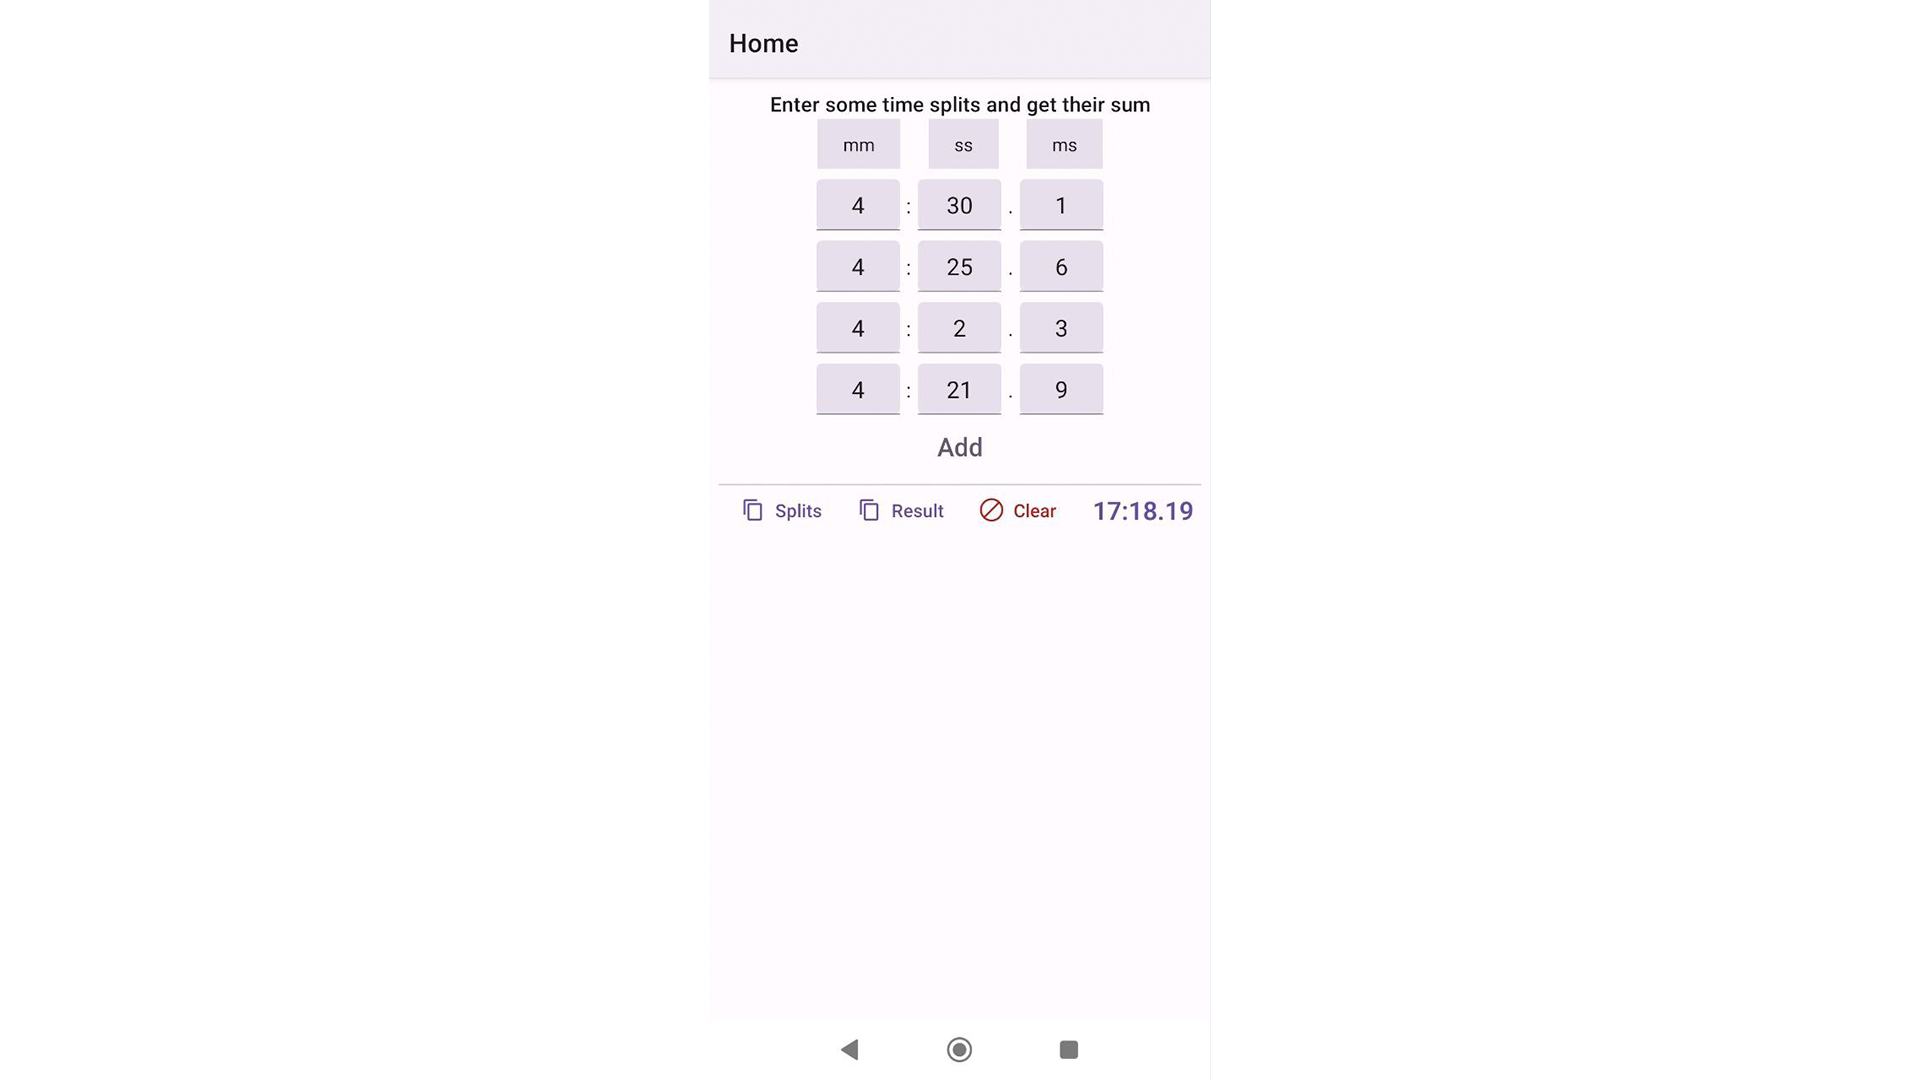 Home
Enter some time splits and get their sum
mm ss ms
4 : 30 . 1
4 : 25 . 6
4 : 2 . 3
4 : 21 . 9
Add
Splits Result Clear 17:18.19